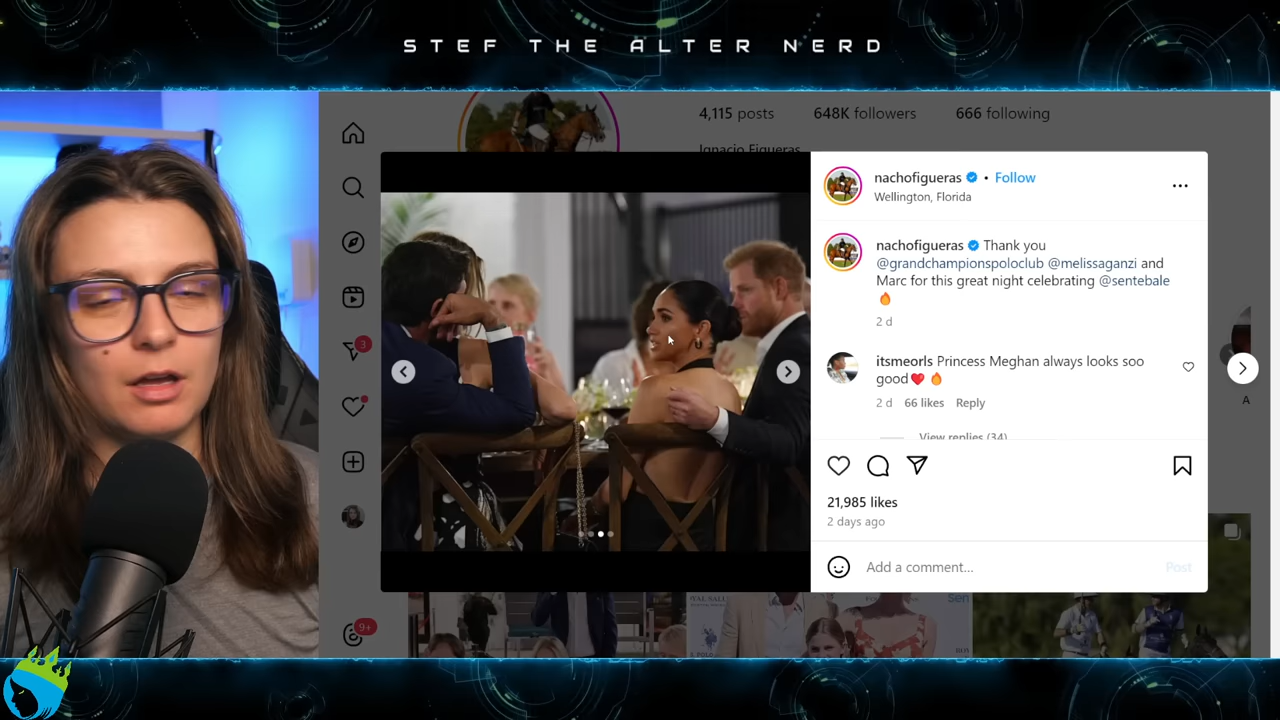 STEF THE ALTER NERD
4,115 posts 648K followers 666 following
Ignacio Figueras
nachofigueras • Follow
Wellington, Florida
nachofigueras Thank you
@grandchampionspoloclub @melissaganzi and
Marc for this great night celebrating @sentebale
🔥
2 d
itsmeorls Princess Meghan always looks soo
good❤️🔥
2 d 66 likes Reply
View replies (34)
21,985 likes
2 days ago
Add a comment...
Post
3
9+
A